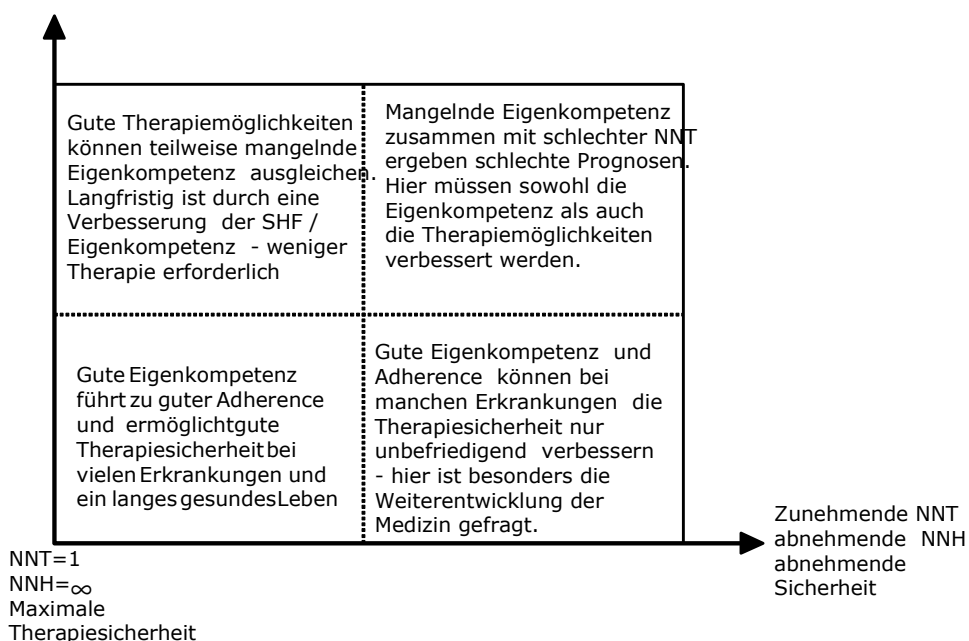 Gute Therapiemöglichkeiten
können teilweise mangelnde
Eigenkompetenz ausgleichen.
Langfristig ist durch eine
Verbesserung der SHF /
Eigenkompetenz - weniger
Therapie erforderlich
Mangelnde Eigenkompetenz
zusammen mit schlechter NNT
ergeben schlechte Prognosen.
Hier müssen sowohl die
Eigenkompetenz als auch
die Therapiemöglichkeiten
verbessert werden.
Gute Eigenkompetenz
führt zu guter Adherence
und ermöglichtgute
Therapiesicherheit bei
vielen Erkrankungen und
ein langes gesundesLeben
Gute Eigenkompetenz und
Adherence können bei
manchen Erkrankungen die
Therapiesicherheit nur
unbefriedigend verbessern
- hier ist besonders die
Weiterentwicklung der
Medizin gefragt.
Zunehmende NNT
abnehmende NNH
abnehmende
Sicherheit
NNT=1
NNH=∞
Maximale
Therapiesicherheit